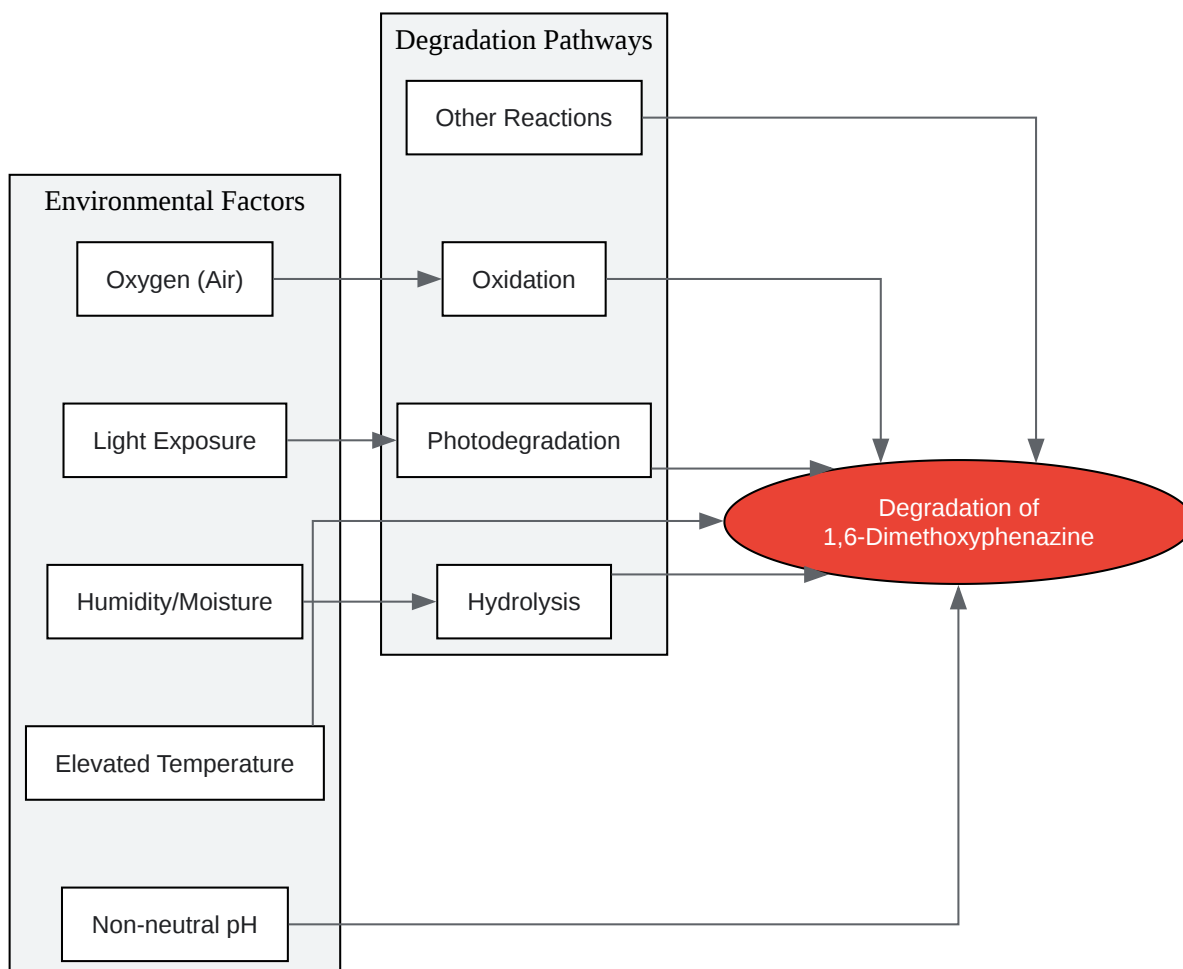 Degradation Pathways
Other Reactions
Environmental Factors
Oxygen (Air)
Oxidation
Light Exposure
Photodegradation
Degradation of
1,6-Dimethoxyphenazine
Humidity/Moisture
Hydrolysis
Elevated Temperature
Non-neutral pH